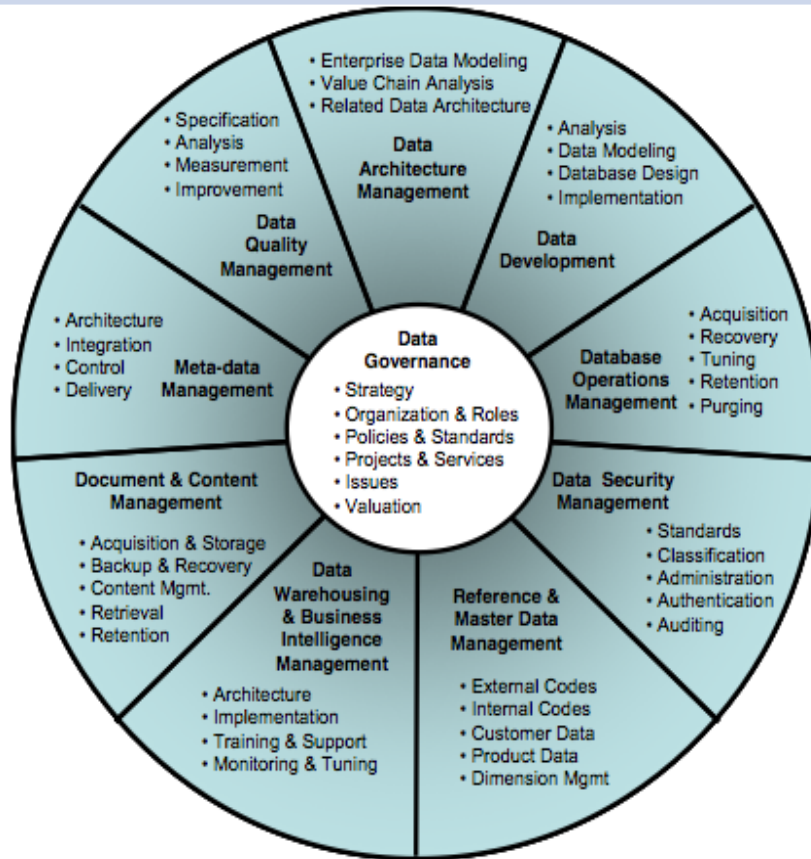 • Enterprise Data Modeling
• Value Chain Analysis
• Related Data Architecture
Data
Architecture
Management
• Analysis
• Data Modeling
• Database Design
• Implementation
Data
Development
• Acquisition
• Recovery
• Tuning
• Retention
• Purging
Database
Operations
Management
Data Security
Management
• Standards
• Classification
• Administration
• Authentication
• Auditing
Reference &
Master Data
Management
• External Codes
• Internal Codes
• Customer Data
• Product Data
• Dimension Mgmt
Data
Warehousing
& Business
Intelligence
Management
• Architecture
• Implementation
• Training & Support
• Monitoring & Tuning
Document & Content
Management
• Acquisition & Storage
• Backup & Recovery
• Content Mgmt.
• Retrieval
• Retention
• Architecture
• Integration
• Control
• Delivery
Meta-data
Management
• Specification
• Analysis
• Measurement
• Improvement
Data
Quality
Management
Data
Governance
• Strategy
• Organization & Roles
• Policies & Standards
• Projects & Services
• Issues
• Valuation